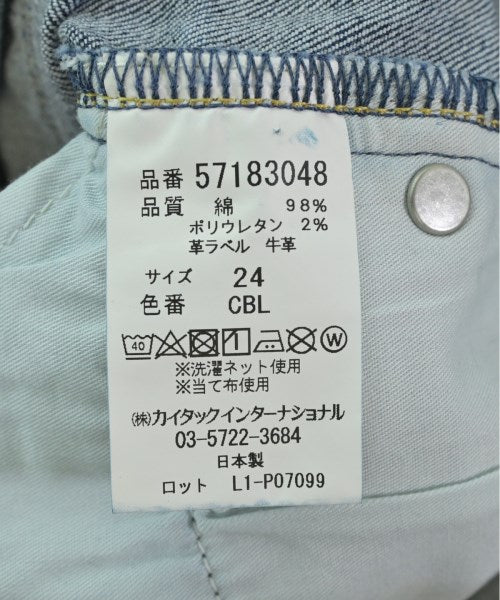 品番 57183048
品質 綿 98%
ポリウレタン 2%
革ラベル 牛革
サイズ 24
色番 CBL
40 1 W
※洗濯ネット使用
※当て布使用
㈱カイタックインターナショナル
03-5722-3684
日本製
ロット L1-P07099